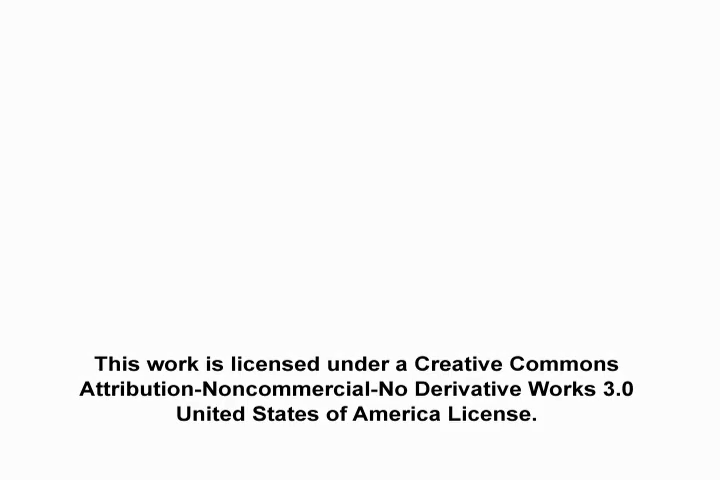 This work is licensed under a Creative Commons
Attribution-Noncommercial-No Derivative Works 3.0
United States of America License.